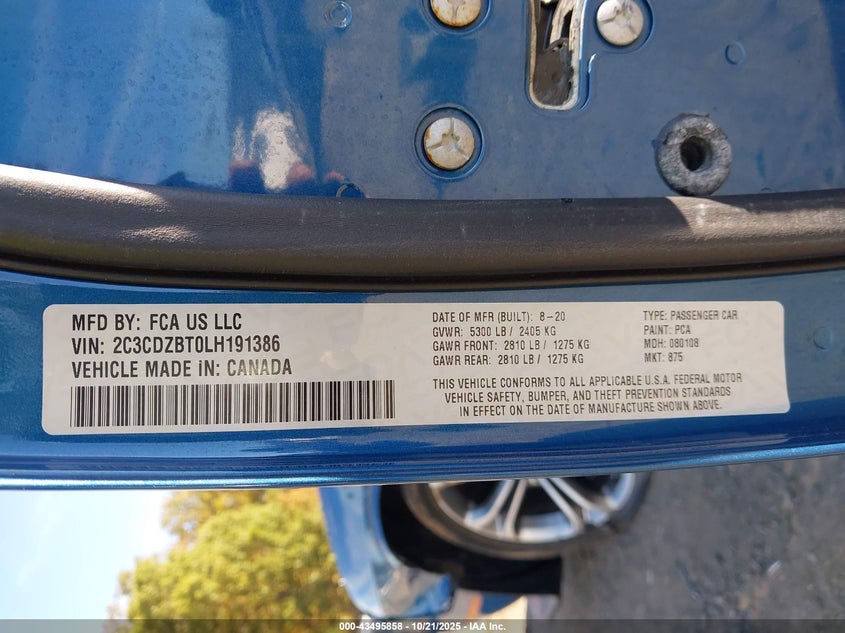 MFD BY: FCA US LLC
VIN: 2C3CDZBT0LH191386
VEHICLE MADE IN: CANADA
DATE OF MFR (BUILT): 8-20
GVWR: 5300 LB / 2405 KG
GAWR FRONT: 2810 LB / 1275 KG
GAWR REAR: 2810 LB / 1275 KG
TYPE: PASSENGER CAR
PAINT: PCA
MDH: 080108
MKT: 875
THIS VEHICLE CONFORMS TO ALL APPLICABLE U.S.A. FEDERAL MOTOR
VEHICLE SAFETY, BUMPER, AND THEFT PREVENTION STANDARDS
IN EFFECT ON THE DATE OF MANUFACTURE SHOWN ABOVE.
000-43495858 - 10/21/2025 - IAA Inc.